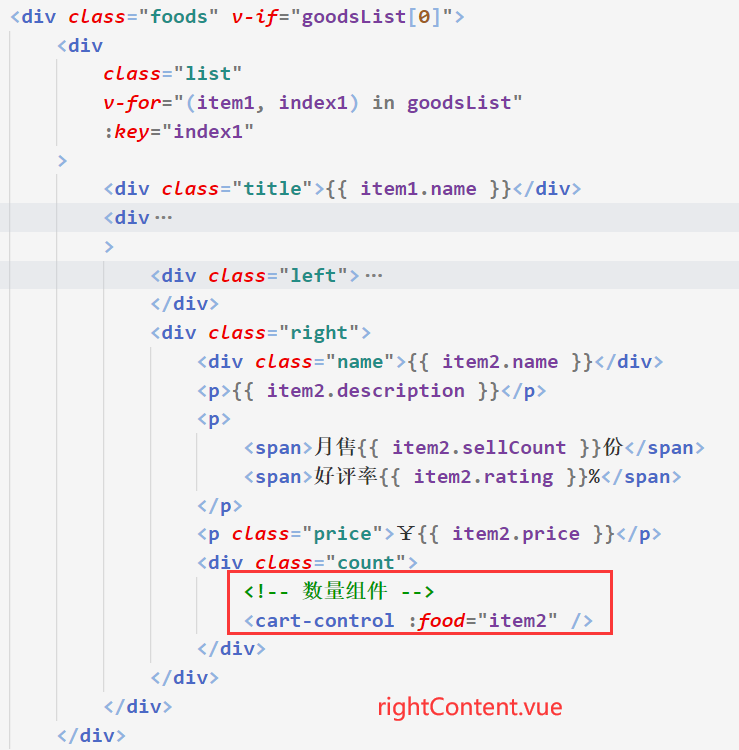 <div class="foods" v-if="goodsList[0]">
<div
class="list"
v-for="(item1, index1) in goodsList"
:key="index1"
>
<div class="title">{{ item1.name }}</div>
<div ···
>
<div class="left"> ···
</div>
<div class="right">
<div class="name">{{ item2.name }}</div>
<p>{{ item2.description }}</p>
<p>
<span>月售{{ item2.sellCount }}份</span>
<span>好评率{{ item2.rating }}%</span>
</p>
<p class="price">¥{{ item2.price }}</p>
<div class="count">
<!-- 数量组件 -->
<cart-control :food="item2" />
</div>
</div>
</div>
rightContent.vue
</div>